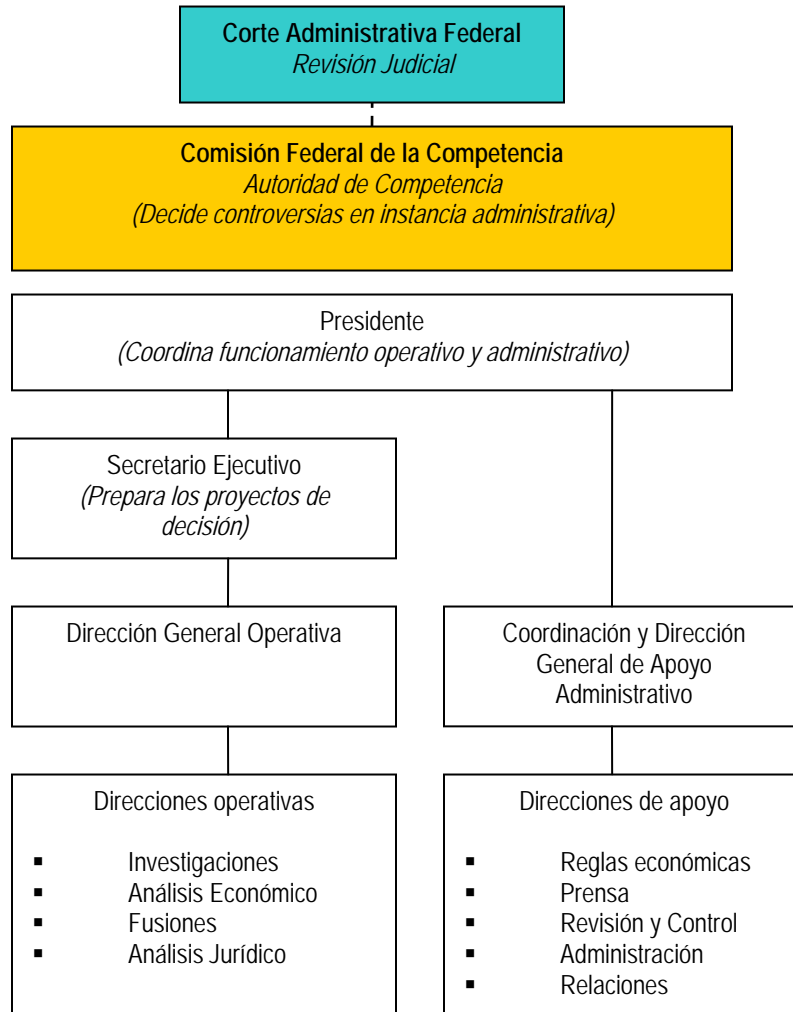 Corte Administrativa Federal
Revisión Judicial
Comisión Federal de la Competencia
Autoridad de Competencia
(Decide controversias en instancia administrativa)
Presidente
(Coordina funcionamiento operativo y administrativo)
Secretario Ejecutivo
(Prepara los proyectos de
decisión)
Dirección General Operativa
Coordinación y Dirección
General de Apoyo
Administrativo
Direcciones operativas
▪ Investigaciones
▪ Análisis Económico
▪ Fusiones
▪ Análisis Jurídico
Direcciones de apoyo
▪ Reglas económicas
▪ Prensa
▪ Revisión y Control
▪ Administración
▪ Relaciones